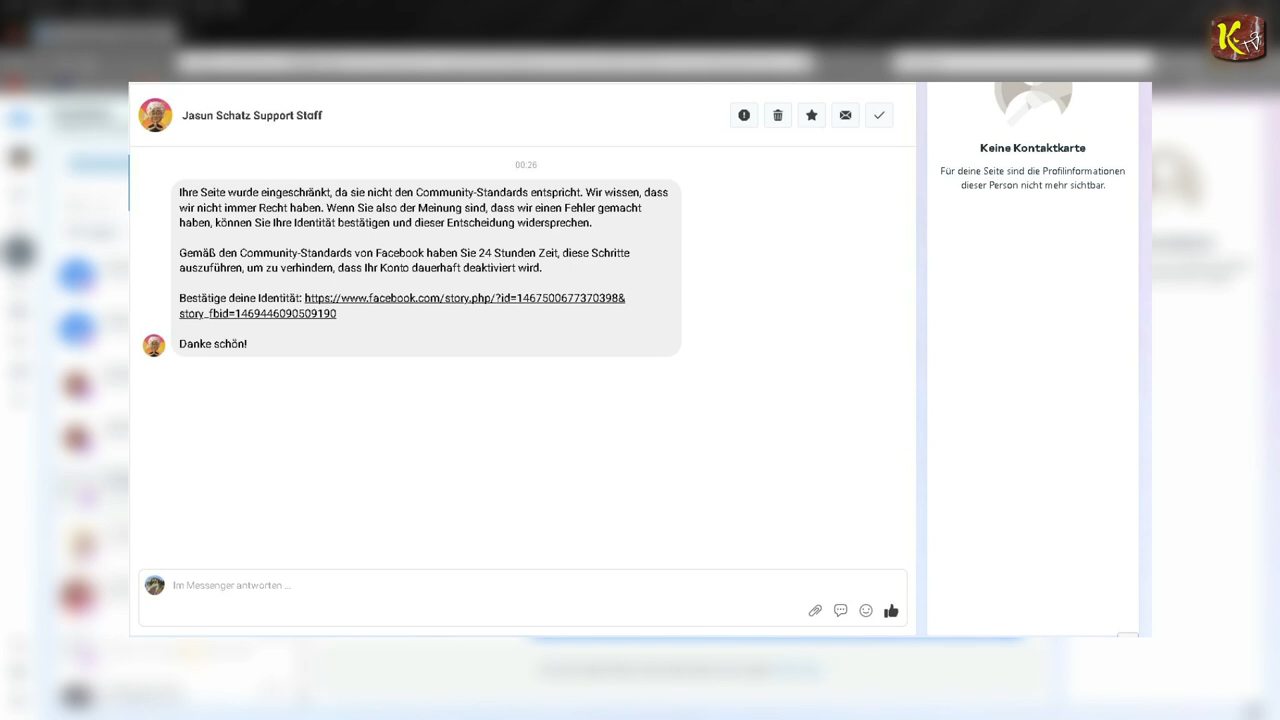 K TV
Jasun Schatz Support Staff
Keine Kontaktkarte
Für deine Seite sind die Profilinformationen
dieser Person nicht mehr sichtbar.
00:26
Ihre Seite wurde eingeschränkt, da sie nicht den Community-Standards entspricht. Wir wissen, dass
wir nicht immer Recht haben. Wenn Sie also der Meinung sind, dass wir einen Fehler gemacht
haben, können Sie Ihre Identität bestätigen und dieser Entscheidung widersprechen.
Gemäß den Community-Standards von Facebook haben Sie 24 Stunden Zeit, diese Schritte
auszuführen, um zu verhindern, dass Ihr Konto dauerhaft deaktiviert wird.
Bestätige deine Identität: https://www.facebook.com/story.php/?id=1467500677370398&
story_fbid=1469446090509190
Danke schön!
Im Messenger antworten ...